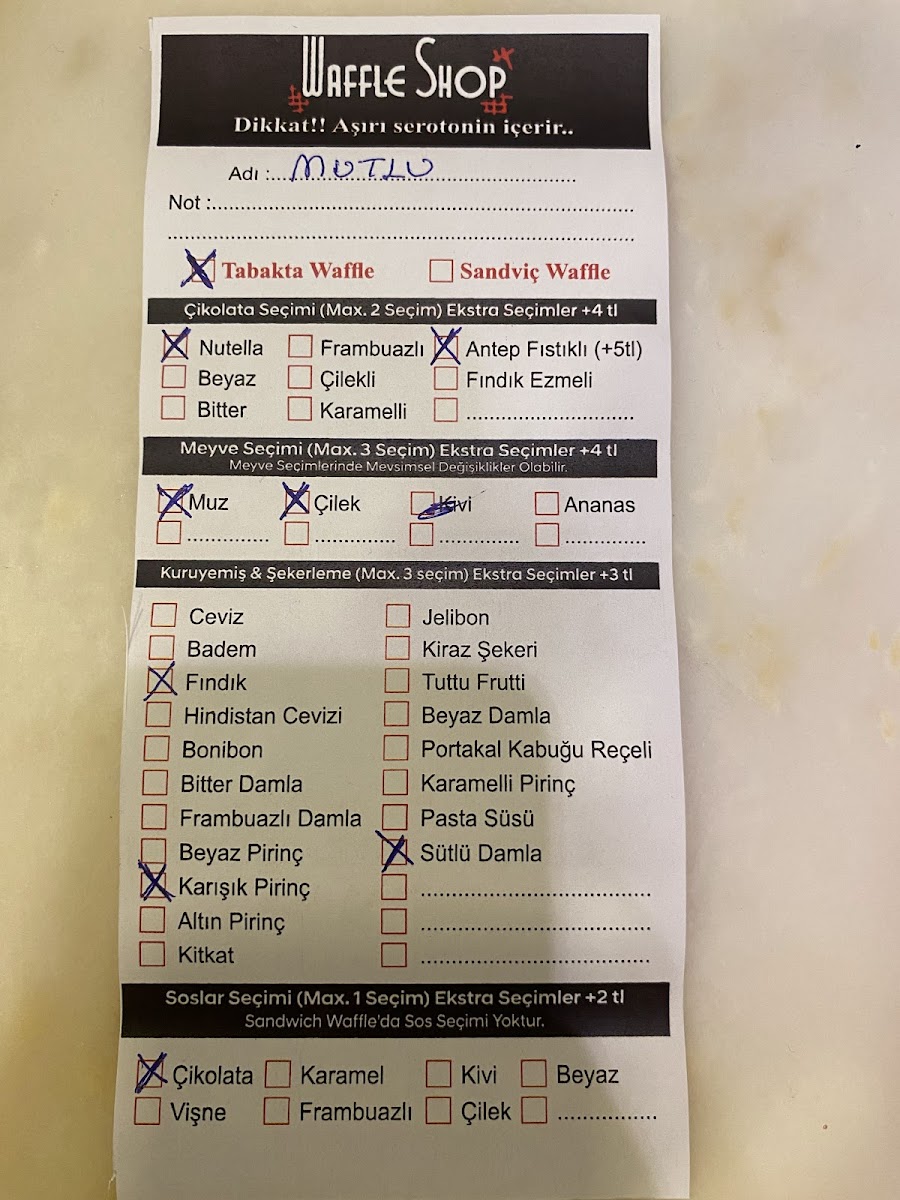 WAFFLE SHOP
Dikkat!! Aşırı serotonin içerir..
Adı :..... MUTLU .....
Not :.....
Tabakta Waffle Sandviç Waffle
Çikolata Seçimi (Max. 2 Seçim) Ekstra Seçimler +4 tl
Nutella Frambuazlı Antep Fıstıklı (+5tl)
Beyaz Çilekli Fındık Ezmeli
Bitter Karamelli
Meyve Seçimi (Max. 3 Seçim) Ekstra Seçimler +4 tl
Meyve Seçimlerinde Mevsimsel Değişiklikler Olabilir.
Muz Çilek Kivi Ananas
Kuruyemiş & Şekerleme (Max. 3 seçim) Ekstra Seçimler +3 tl
Ceviz Jelibon
Badem Kiraz Şekeri
Fındık Tuttu Frutti
Hindistan Cevizi Beyaz Damla
Bonibon Portakal Kabuğu Reçeli
Bitter Damla Karamelli Pirinç
Frambuazlı Damla Pasta Süsü
Beyaz Pirinç Sütlü Damla
Karışık Pirinç
Altın Pirinç
Kitkat
Soslar Seçimi (Max. 1 Seçim) Ekstra Seçimler +2 tl
Sandwich Waffle'da Sos Seçimi Yoktur.
Çikolata Karamel Kivi Beyaz
Vişne Frambuazlı Çilek